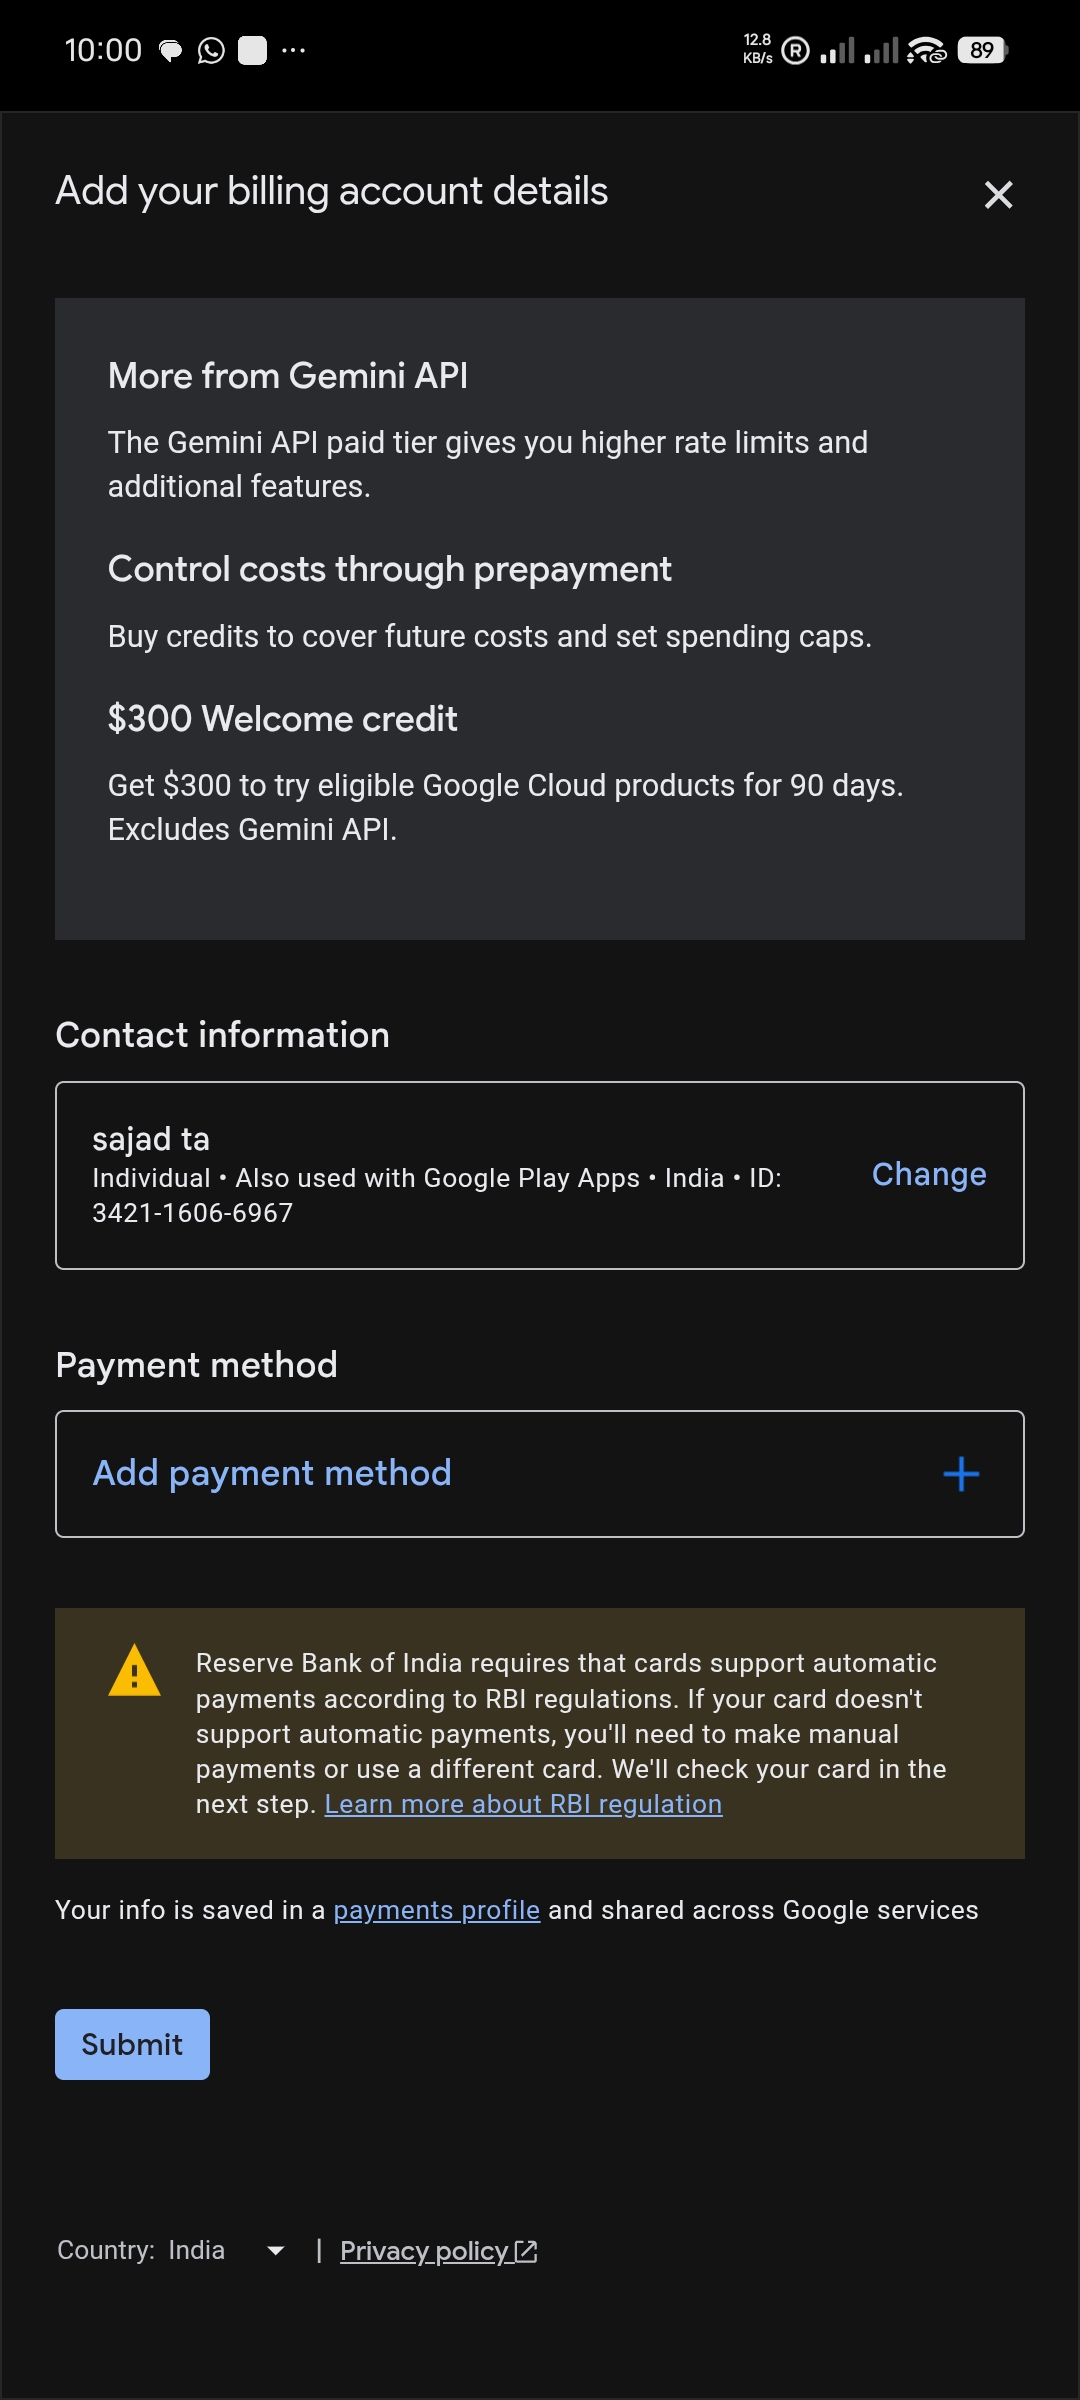 10:00
12.8
KB/s
R
89
Add your billing account details
More from Gemini API
The Gemini API paid tier gives you higher rate limits and
additional features.
Control costs through prepayment
Buy credits to cover future costs and set spending caps.
$300 Welcome credit
Get $300 to try eligible Google Cloud products for 90 days.
Excludes Gemini API.
Contact information
sajad ta
Individual • Also used with Google Play Apps • India • ID:
3421-1606-6967
Change
Payment method
Add payment method
Reserve Bank of India requires that cards support automatic
payments according to RBI regulations. If your card doesn't
support automatic payments, you'll need to make manual
payments or use a different card. We'll check your card in the
next step. Learn more about RBI regulation
Your info is saved in a payments profile and shared across Google services
Submit
Country: India | Privacy policy